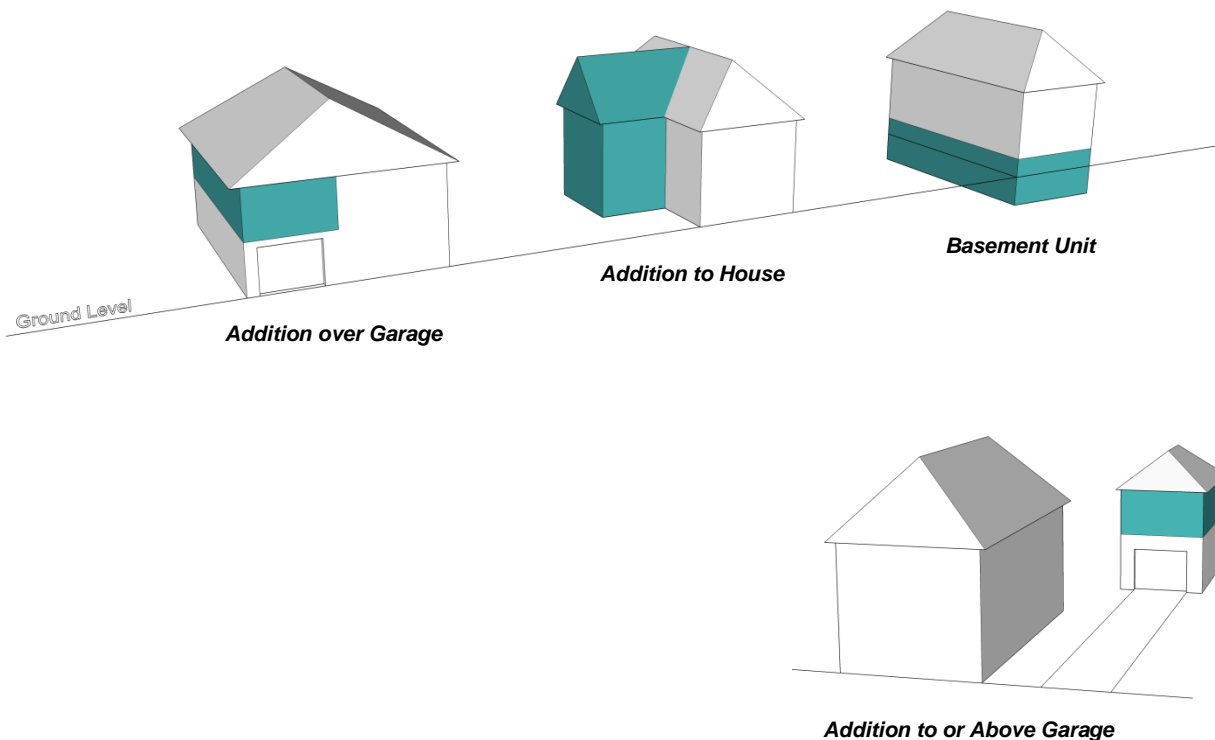 Basement Unit
Addition to House
Ground Level
Addition over Garage
Addition to or Above Garage